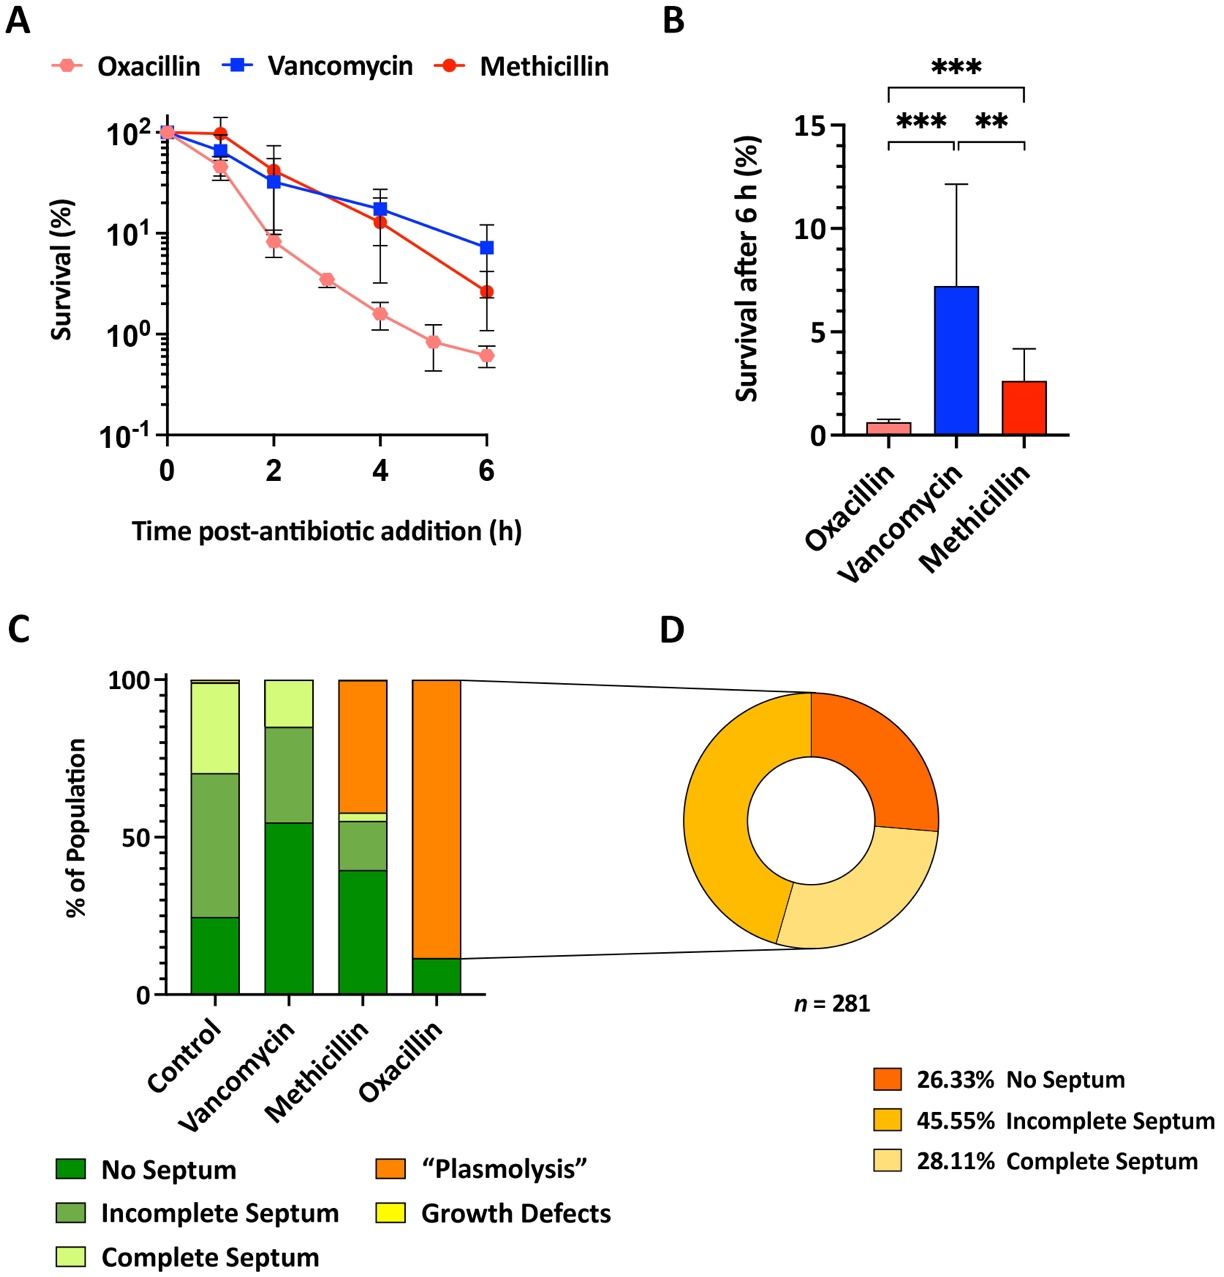 A
Oxacillin Vancomycin Methicillin
10²
10¹
10⁰
10⁻¹
Survival (%)
0 2 4 6
Time post-antibiotic addition (h)
B
***
*** **
15
10
5
0
Survival after 6 h (%)
Oxacillin
Vancomycin
Methicillin
C
100
50
0
% of Population
Control
Vancomycin
Methicillin
Oxacillin
No Septum
Incomplete Septum
Complete Septum
“Plasmolysis”
Growth Defects
D
n = 281
26.33% No Septum
45.55% Incomplete Septum
28.11% Complete Septum